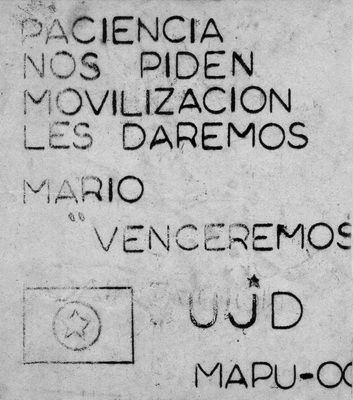 PACIENCIA
NOS PIDEN
MOVILIZACION
LES DAREMOS
MARIO
"VENCEREMOS
UJD
MAPU-OC